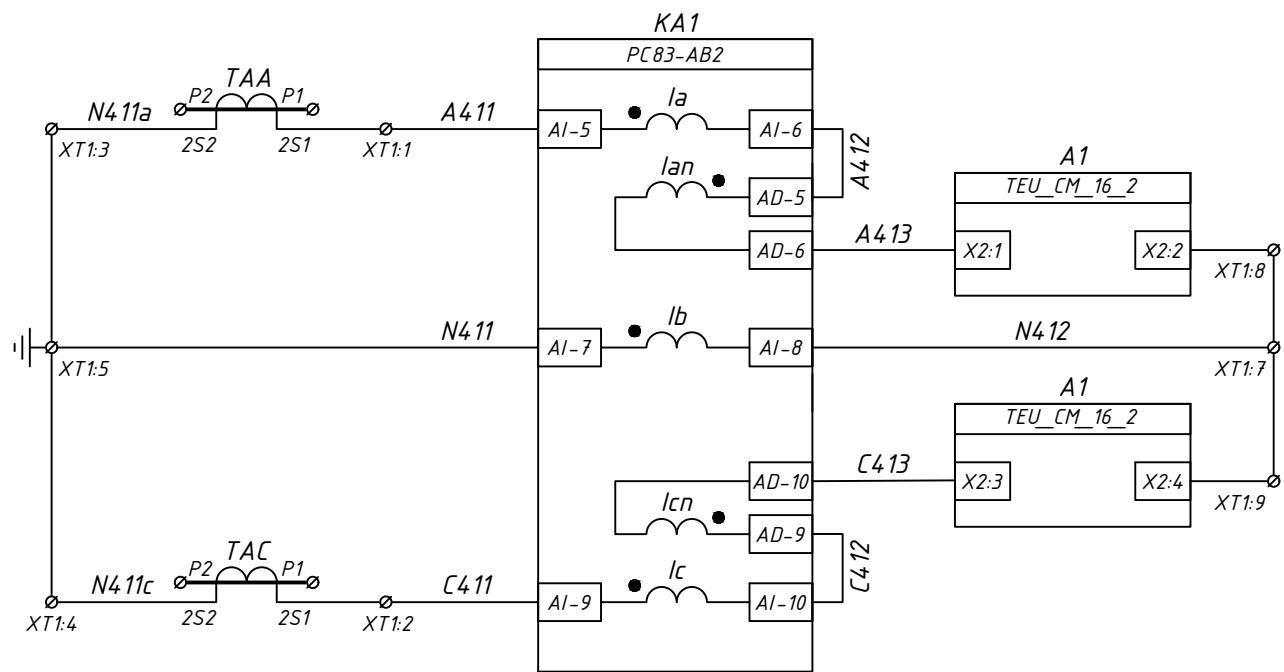 KA1
PC83-AB2
TAA
P2 P1
N411a
A411
2S2 2S1
XT1:3
XT1:1
AI-5
Ia
AI-6
A412
Ian
AD-5
AD-6
A413
A1
TEU_CM_16_2
X2:1
X2:2
XT1:8
N411
XT1:5
AI-7
Ib
AI-8
N412
XT1:7
A1
TEU_CM_16_2
C413
X2:3
X2:4
XT1:9
AD-10
Icn
AD-9
C412
TAC
P2 P1
N411c
C411
2S2 2S1
XT1:4
XT1:2
AI-9
Ic
AI-10